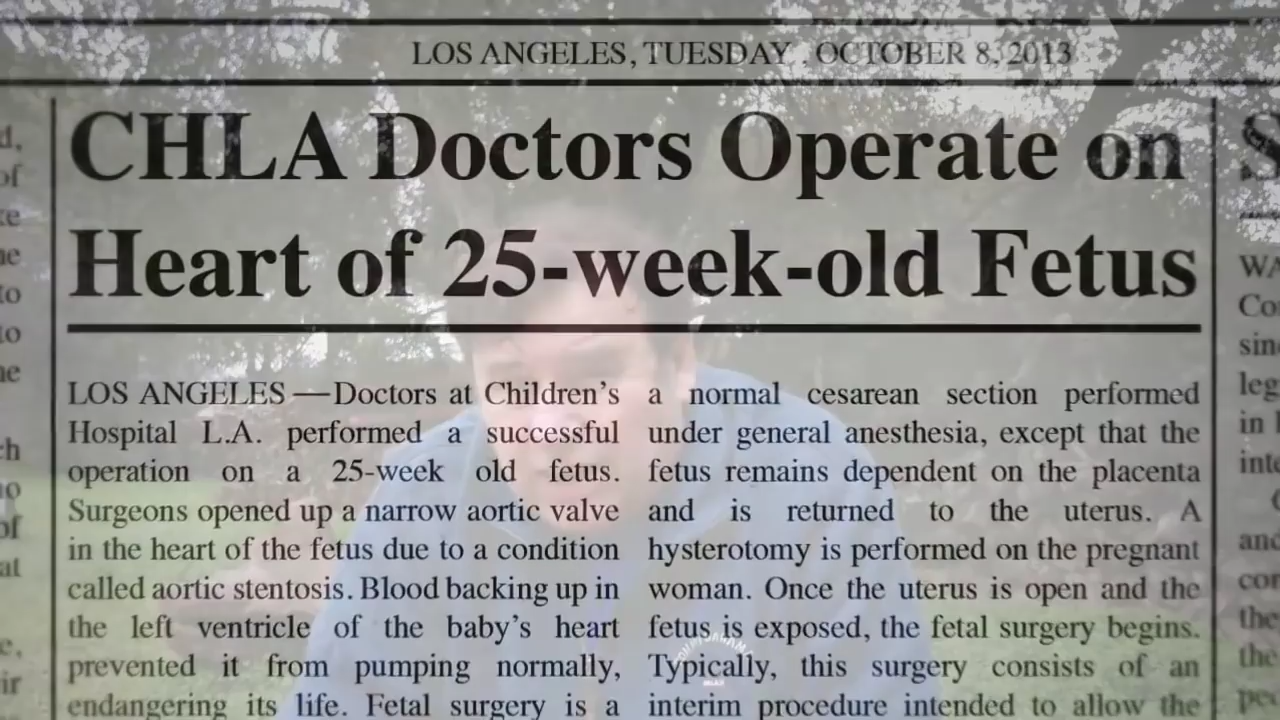 LOS ANGELES, TUESDAY , OCTOBER 8, 2013
CHLA Doctors Operate on
Heart of 25-week-old Fetus
LOS ANGELES —Doctors at Children's
Hospital L.A. performed a successful
operation on a 25-week old fetus.
Surgeons opened up a narrow aortic valve
in the heart of the fetus due to a condition
called aortic stentosis. Blood backing up in
the left ventricle of the baby's heart
prevented it from pumping normally,
endangering its life. Fetal surgery is a
a normal cesarean section performed
under general anesthesia, except that the
fetus remains dependent on the placenta
and is returned to the uterus. A
hysterotomy is performed on the pregnant
woman. Once the uterus is open and the
fetus is exposed, the fetal surgery begins.
Typically, this surgery consists of an
interim procedure intended to allow the